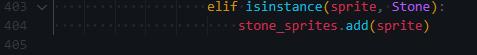 403 elif isinstance(sprite, Stone):
404 stone_sprites.add(sprite)
405